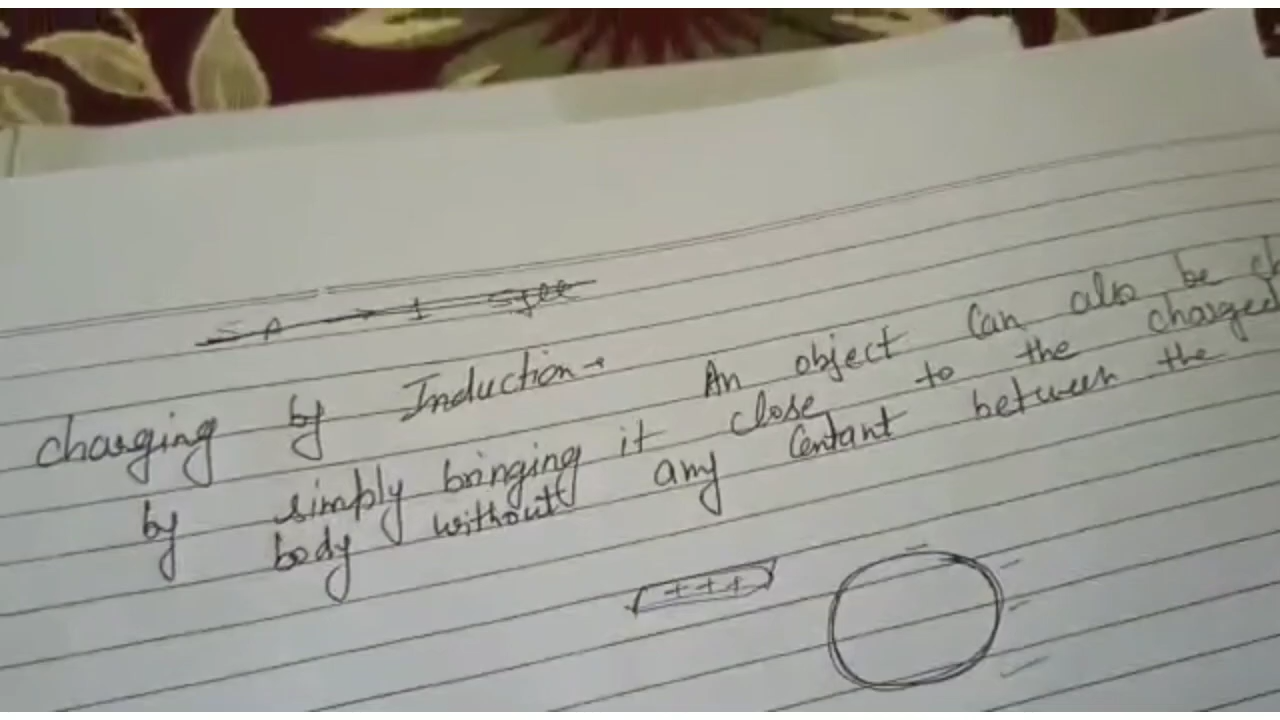 charging by Induction→ An object can also be
by simply bringing it close to the charged
body without any Contant between the
+ + +